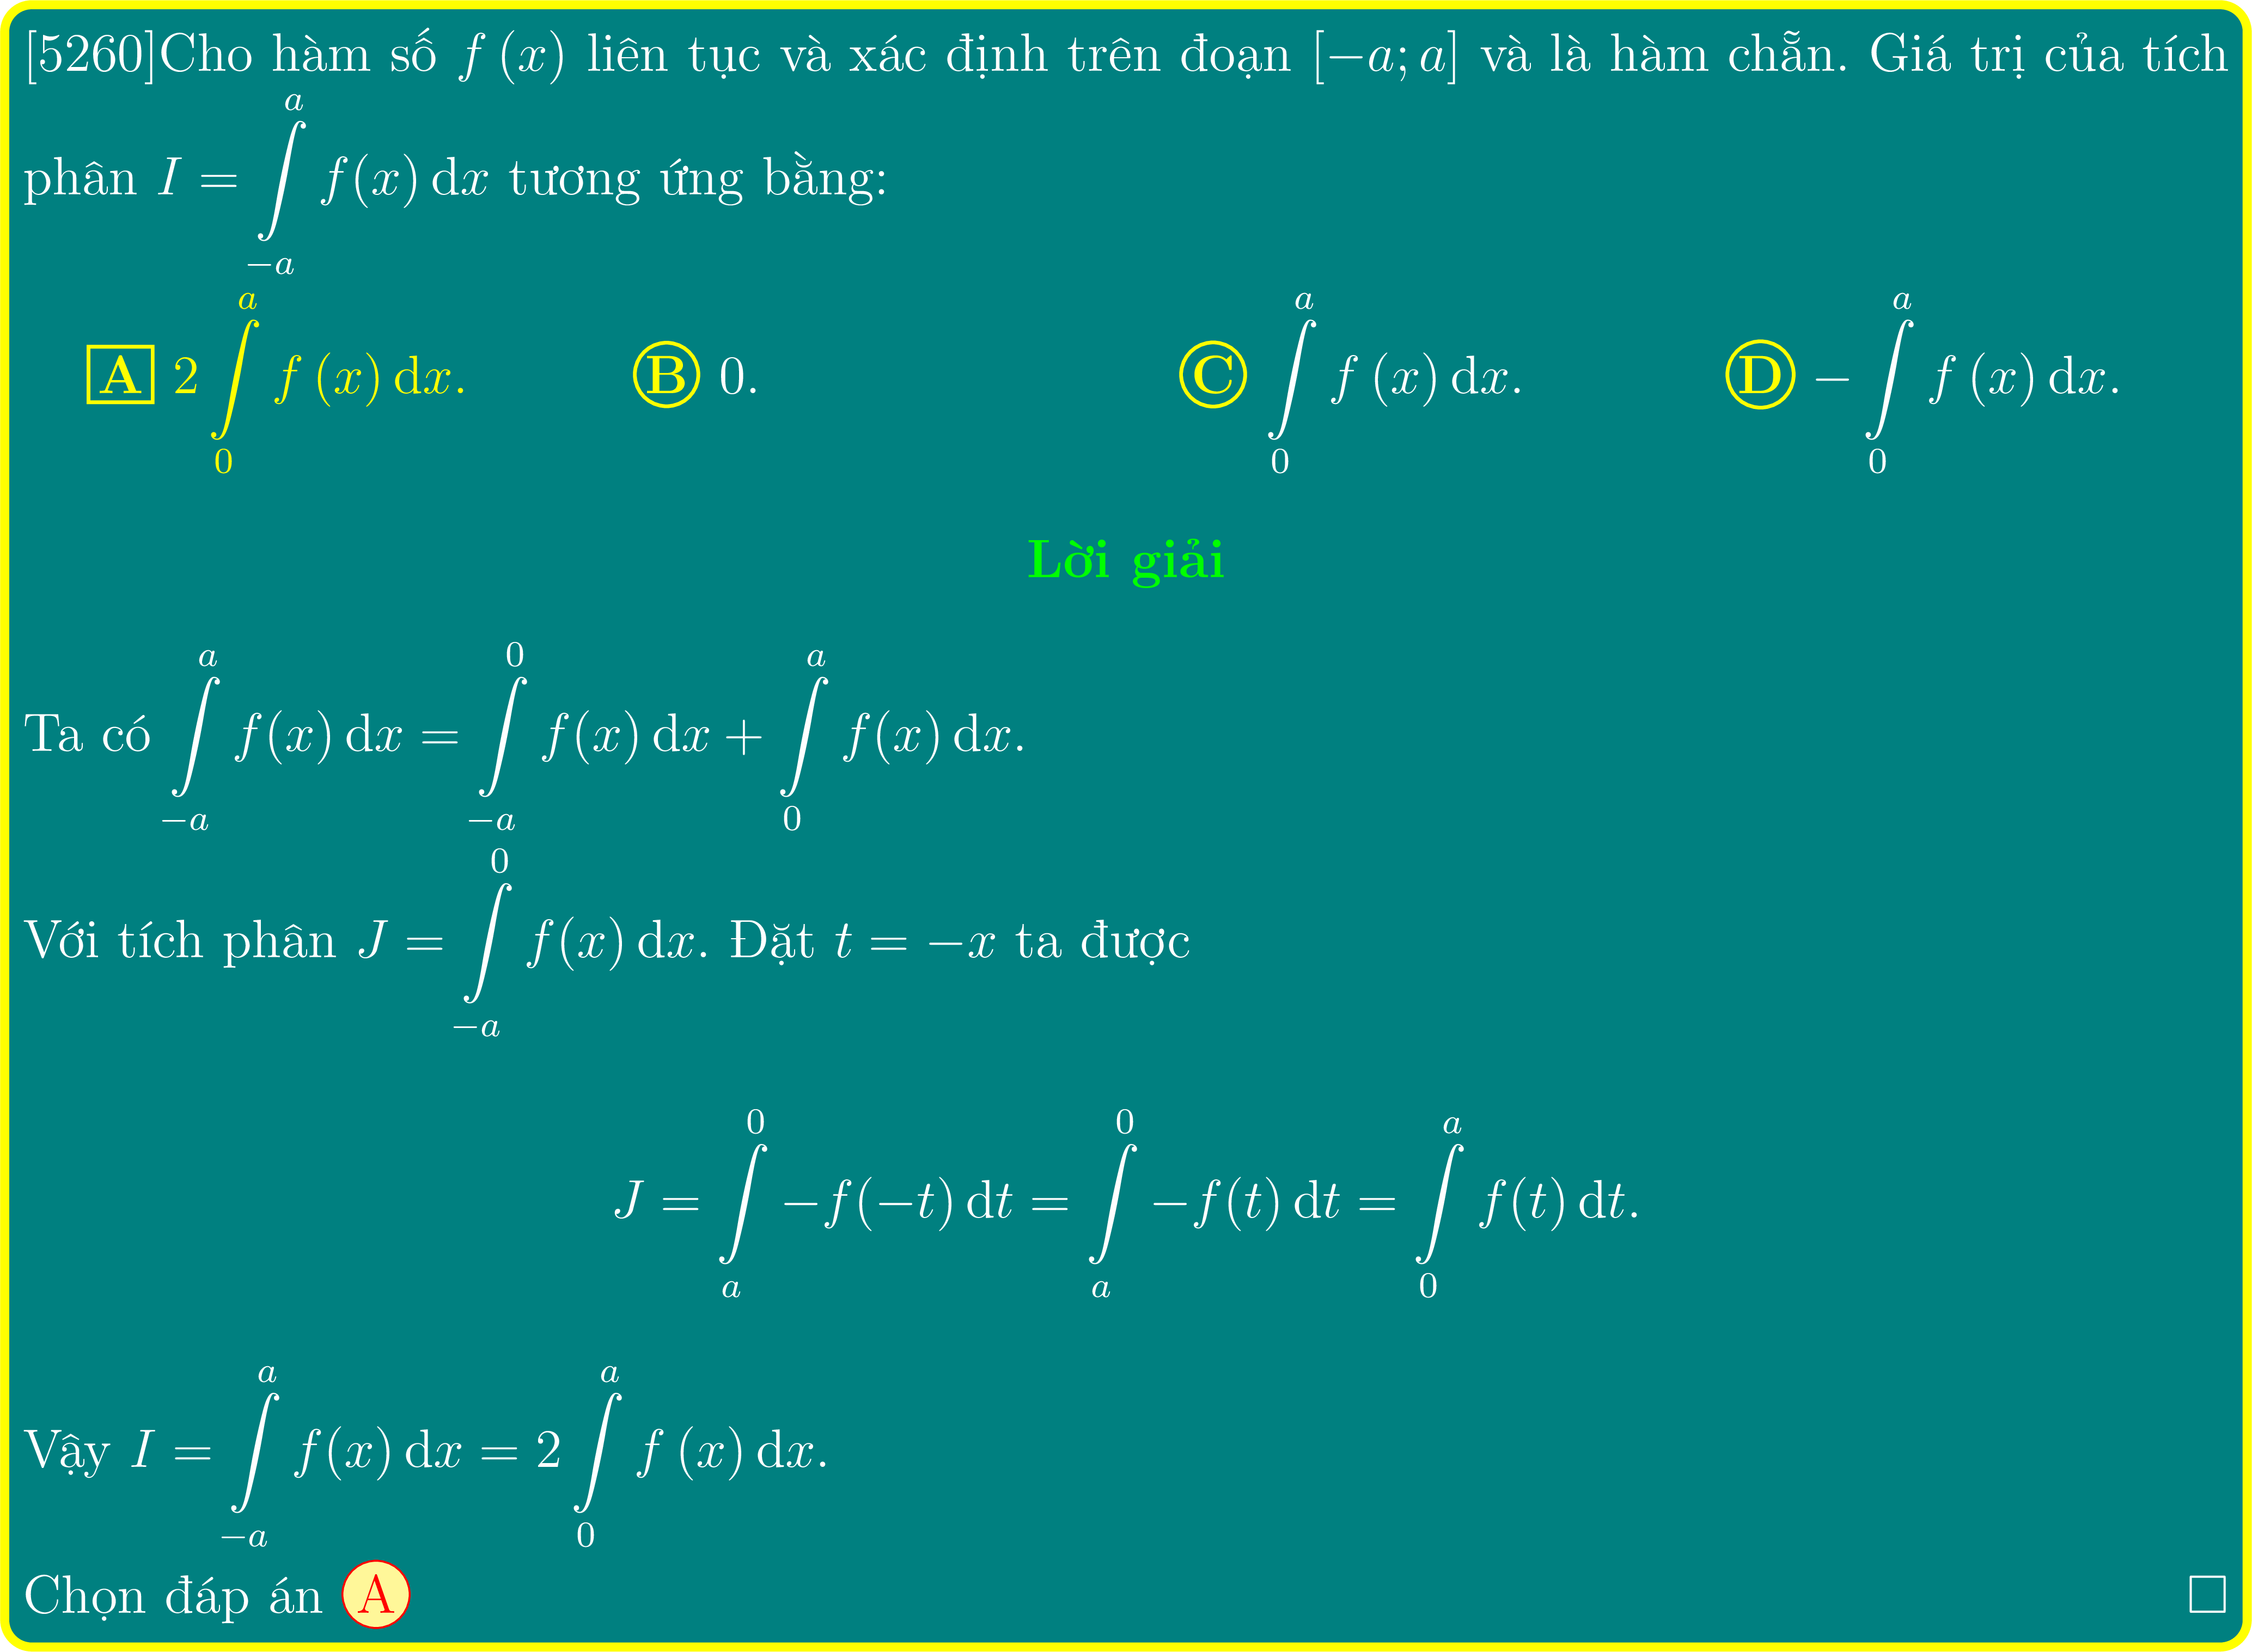 [5260]Cho hàm số $f(x)$ liên tục và xác định trên đoạn $[-a; a]$ và là hàm chẵn. Giá trị của tích
phân $I = \int\limits_{-a}^{a} f(x)\,\mathrm{d}x$ tương ứng bằng:
A $2\int\limits_{0}^{a} f(x)\,\mathrm{d}x.$ B $0.$ C $\int\limits_{0}^{a} f(x)\,\mathrm{d}x.$ D $-\int\limits_{0}^{a} f(x)\,\mathrm{d}x.$
Lời giải
Ta có $\int\limits_{-a}^{a} f(x)\,\mathrm{d}x = \int\limits_{-a}^{0} f(x)\,\mathrm{d}x + \int\limits_{0}^{a} f(x)\,\mathrm{d}x.$
Với tích phân $J = \int\limits_{-a}^{0} f(x)\,\mathrm{d}x.$ Đặt $t = -x$ ta được
$J = \int\limits_{a}^{0} -f(-t)\,\mathrm{d}t = \int\limits_{a}^{0} -f(t)\,\mathrm{d}t = \int\limits_{0}^{a} f(t)\,\mathrm{d}t.$
Vậy $I = \int\limits_{-a}^{a} f(x)\,\mathrm{d}x = 2\int\limits_{0}^{a} f(x)\,\mathrm{d}x.$
Chọn đáp án A □